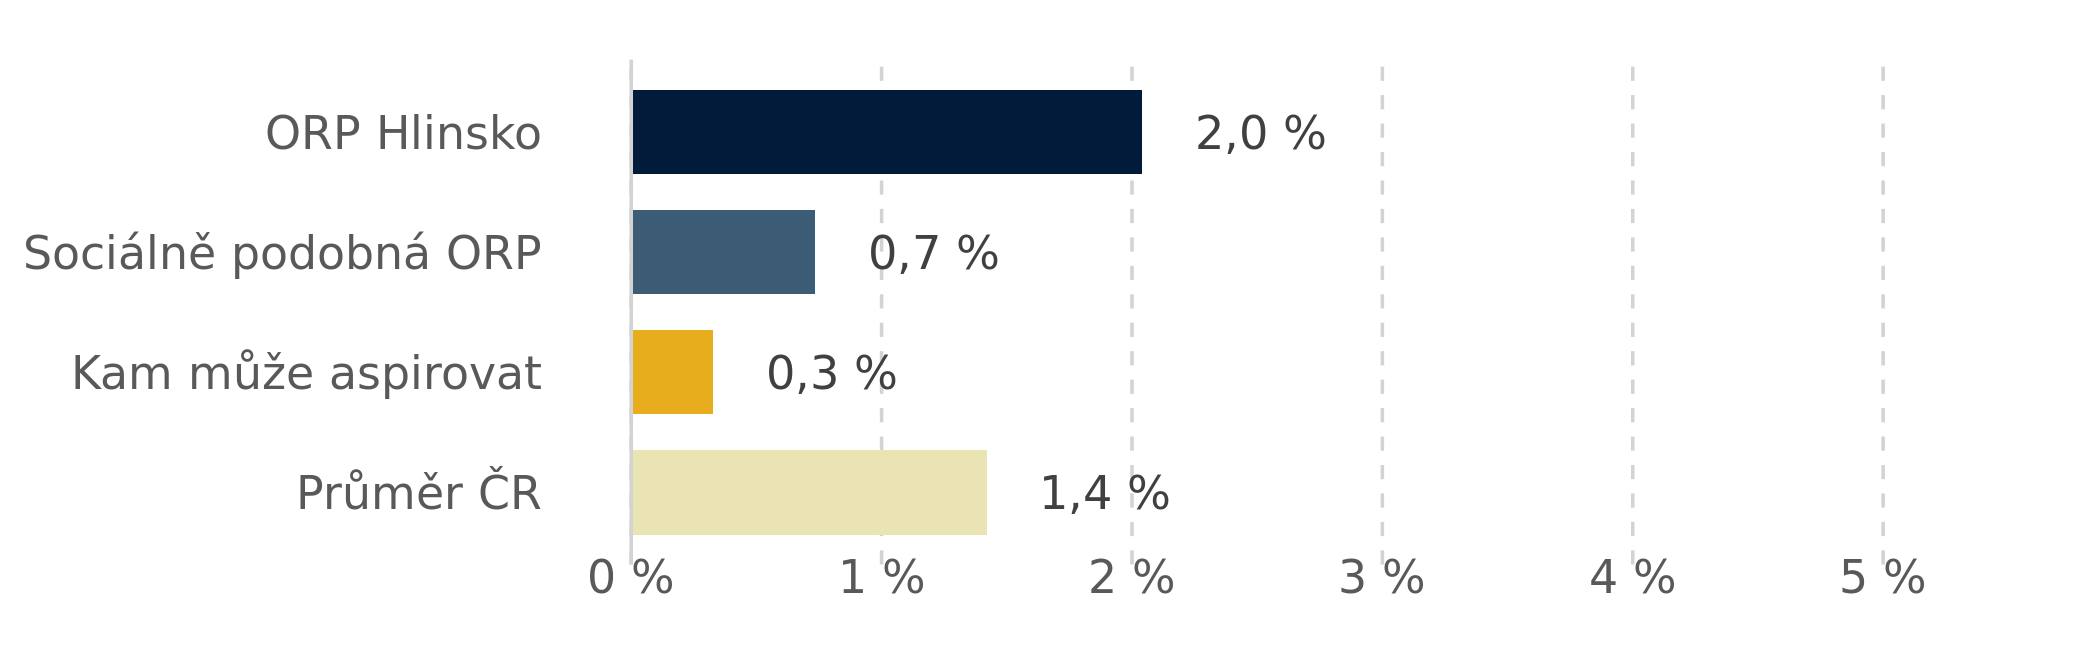 ORP Hlinsko 2,0 %
Sociálně podobná ORP 0,7 %
Kam může aspirovat 0,3 %
Průměr ČR 1,4 %
0 % 1 % 2 % 3 % 4 % 5 %